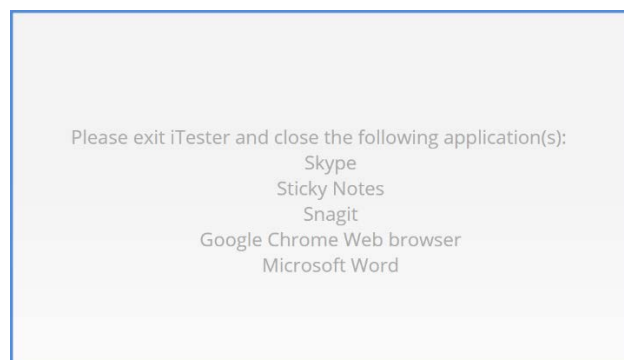 Please exit iTester and close the following application(s):
Skype
Sticky Notes
Snagit
Google Chrome Web browser
Microsoft Word